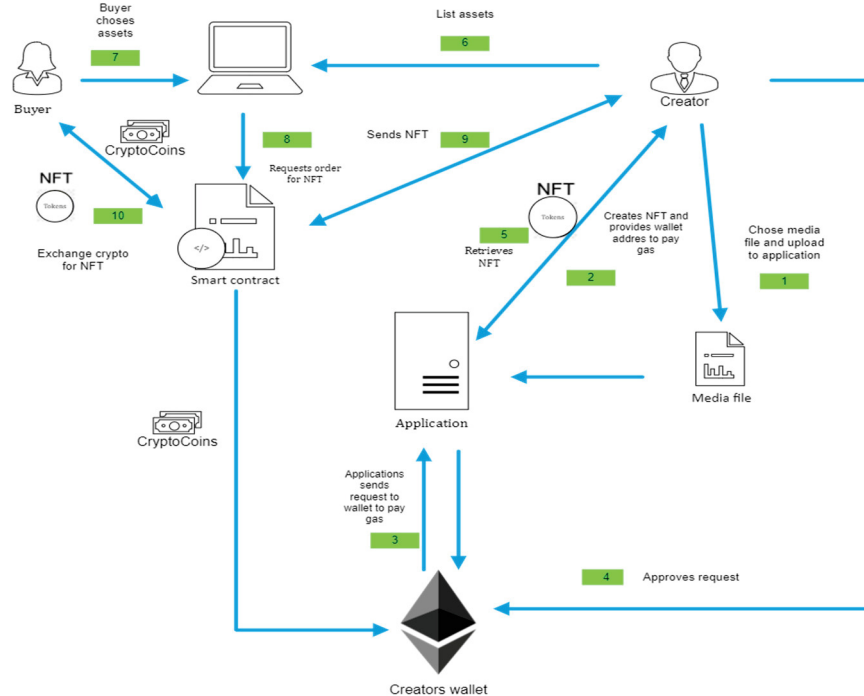 Buyer
choses
assets
7
List assets
6
Buyer
Creator
CryptoCoins
8
Requests order
for NFT
Sends NFT
9
NFT
Tokens
10
Exchange crypto
for NFT
</>
Smart contract
NFT
Tokens
5
Retrieves
NFT
Creates NFT and
provides wallet
addres to pay
gas
2
Chose media
file and upload
to application
1
Media file
Application
CryptoCoins
Applications
sends
request to
wallet to pay
gas
3
4
Approves request
Creators wallet